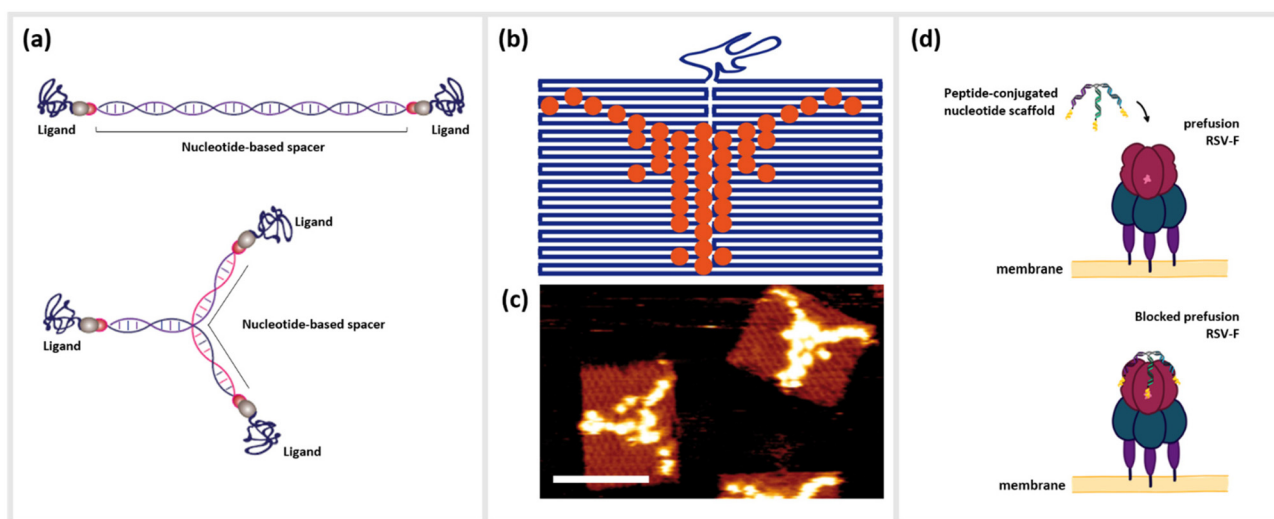 (a)
Ligand
Ligand
Nucleotide-based spacer
Ligand
Nucleotide-based spacer
Ligand
Ligand
(b)
(c)
(d)
Peptide-conjugated
nucleotide scaffold
prefusion
RSV-F
membrane
Blocked prefusion
RSV-F
membrane